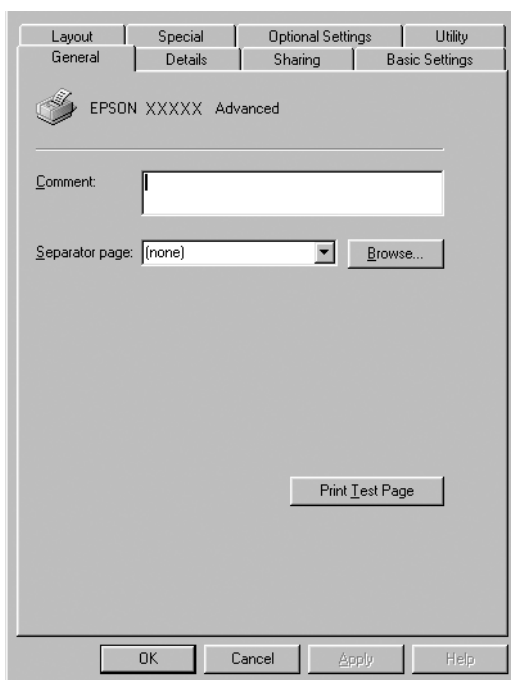 Layout Special Optional Settings Utility
General Details Sharing Basic Settings
EPSON XXXXX Advanced
Comment:
Separator page: (none) Browse...
Print Test Page
OK Cancel Apply Help